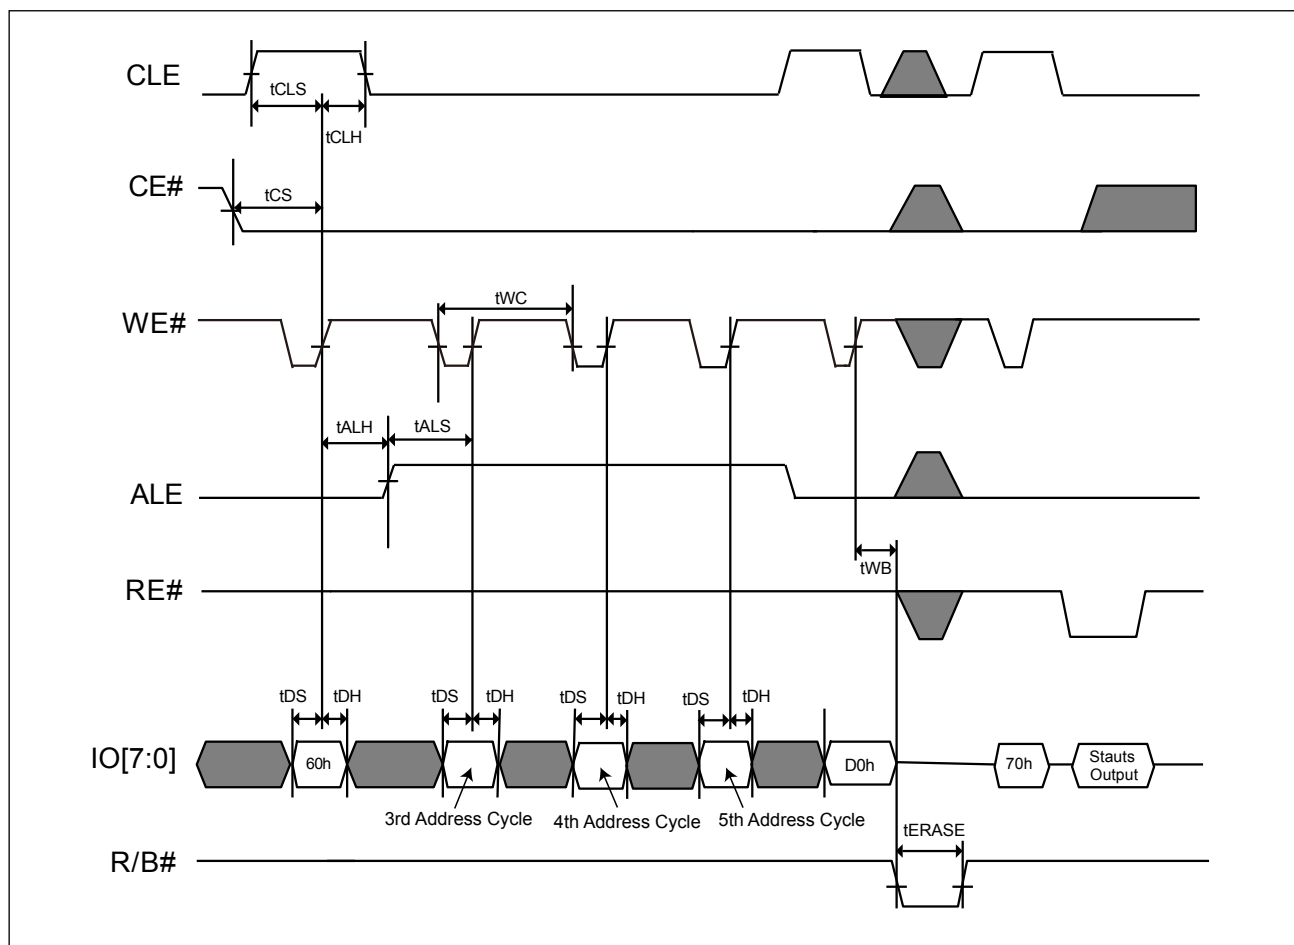 CLE
tCLS
tCLH
CE#
tCS
WE#
tWC
tALH
tALS
ALE
tWB
RE#
tDS tDH tDS tDH tDS tDH tDS tDH
IO[7:0]
60h
D0h
70h
Stauts
Output
3rd Address Cycle
4th Address Cycle
5th Address Cycle
tERASE
R/B#